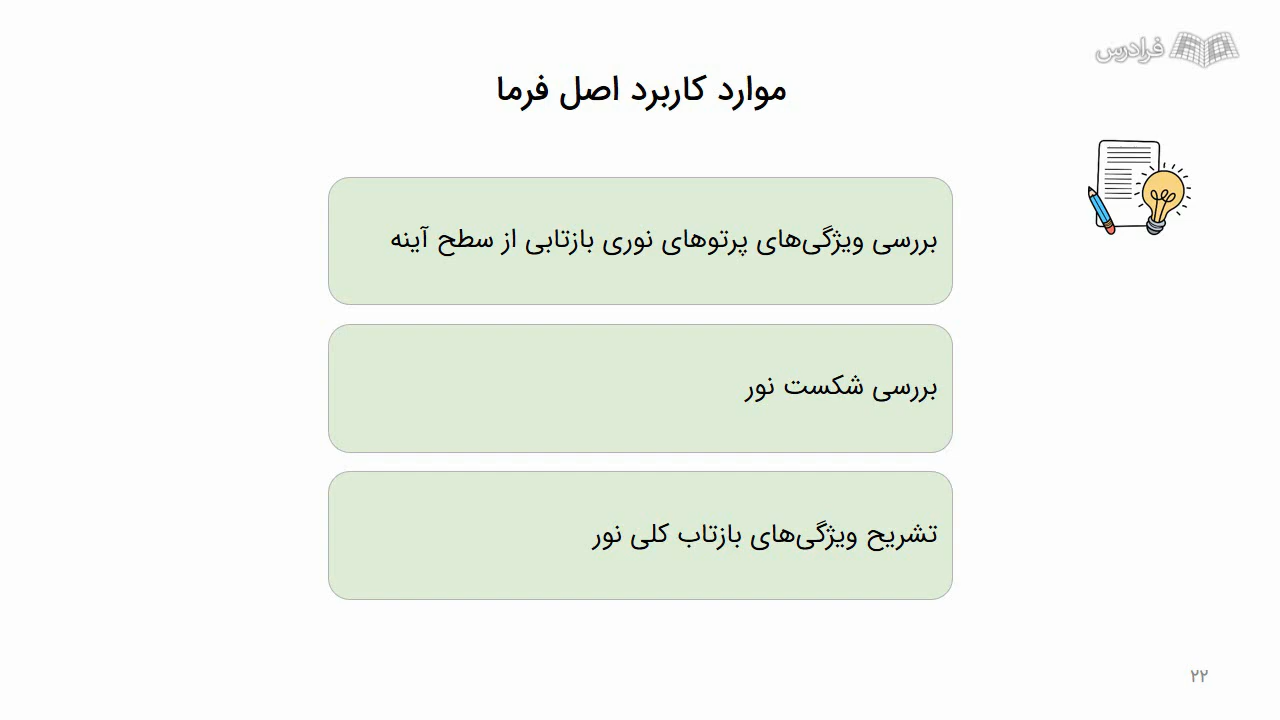 فرادرس
موارد کاربرد اصل فرما
بررسی ویژگی‌های پرتوهای نوری بازتابی از سطح آینه
بررسی شکست نور
تشریح ویژگی‌های بازتاب کلی نور
۲۲